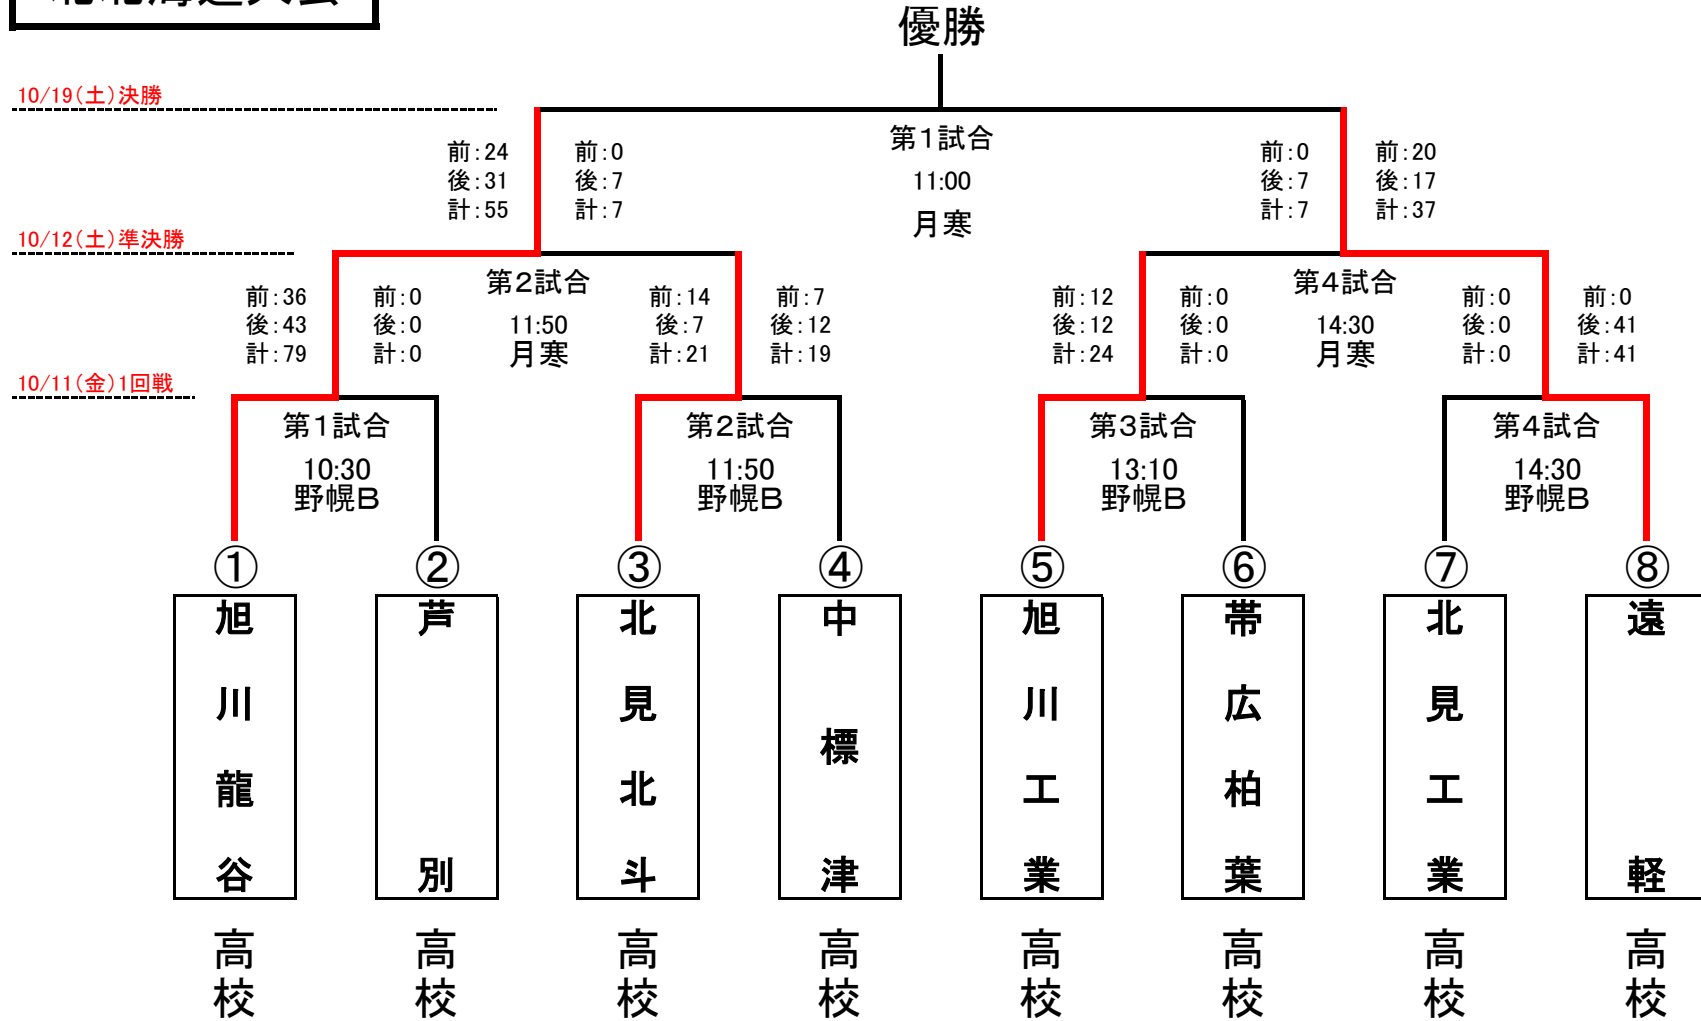 北北海道大会
優勝
10/19(土)決勝
第1試合
11:00
月寒
前:24
後:31
計:55
前:0
後:7
計:7
前:0
後:7
計:7
前:20
後:17
計:37
10/12(土)準決勝
第2試合
11:50
月寒
第4試合
14:30
月寒
前:36
後:43
計:79
前:0
後:0
計:0
前:14
後:7
計:21
前:7
後:12
計:19
前:12
後:12
計:24
前:0
後:0
計:0
前:0
後:0
計:0
前:0
後:41
計:41
10/11(金)1回戦
第1試合
10:30
野幌B
第2試合
11:50
野幌B
第3試合
13:10
野幌B
第4試合
14:30
野幌B
①
旭川龍谷
高校
②
芦別
高校
③
北見北斗
高校
④
中標津
高校
⑤
旭川工業
高校
⑥
帯広柏葉
高校
⑦
北見工業
高校
⑧
遠軽
高校